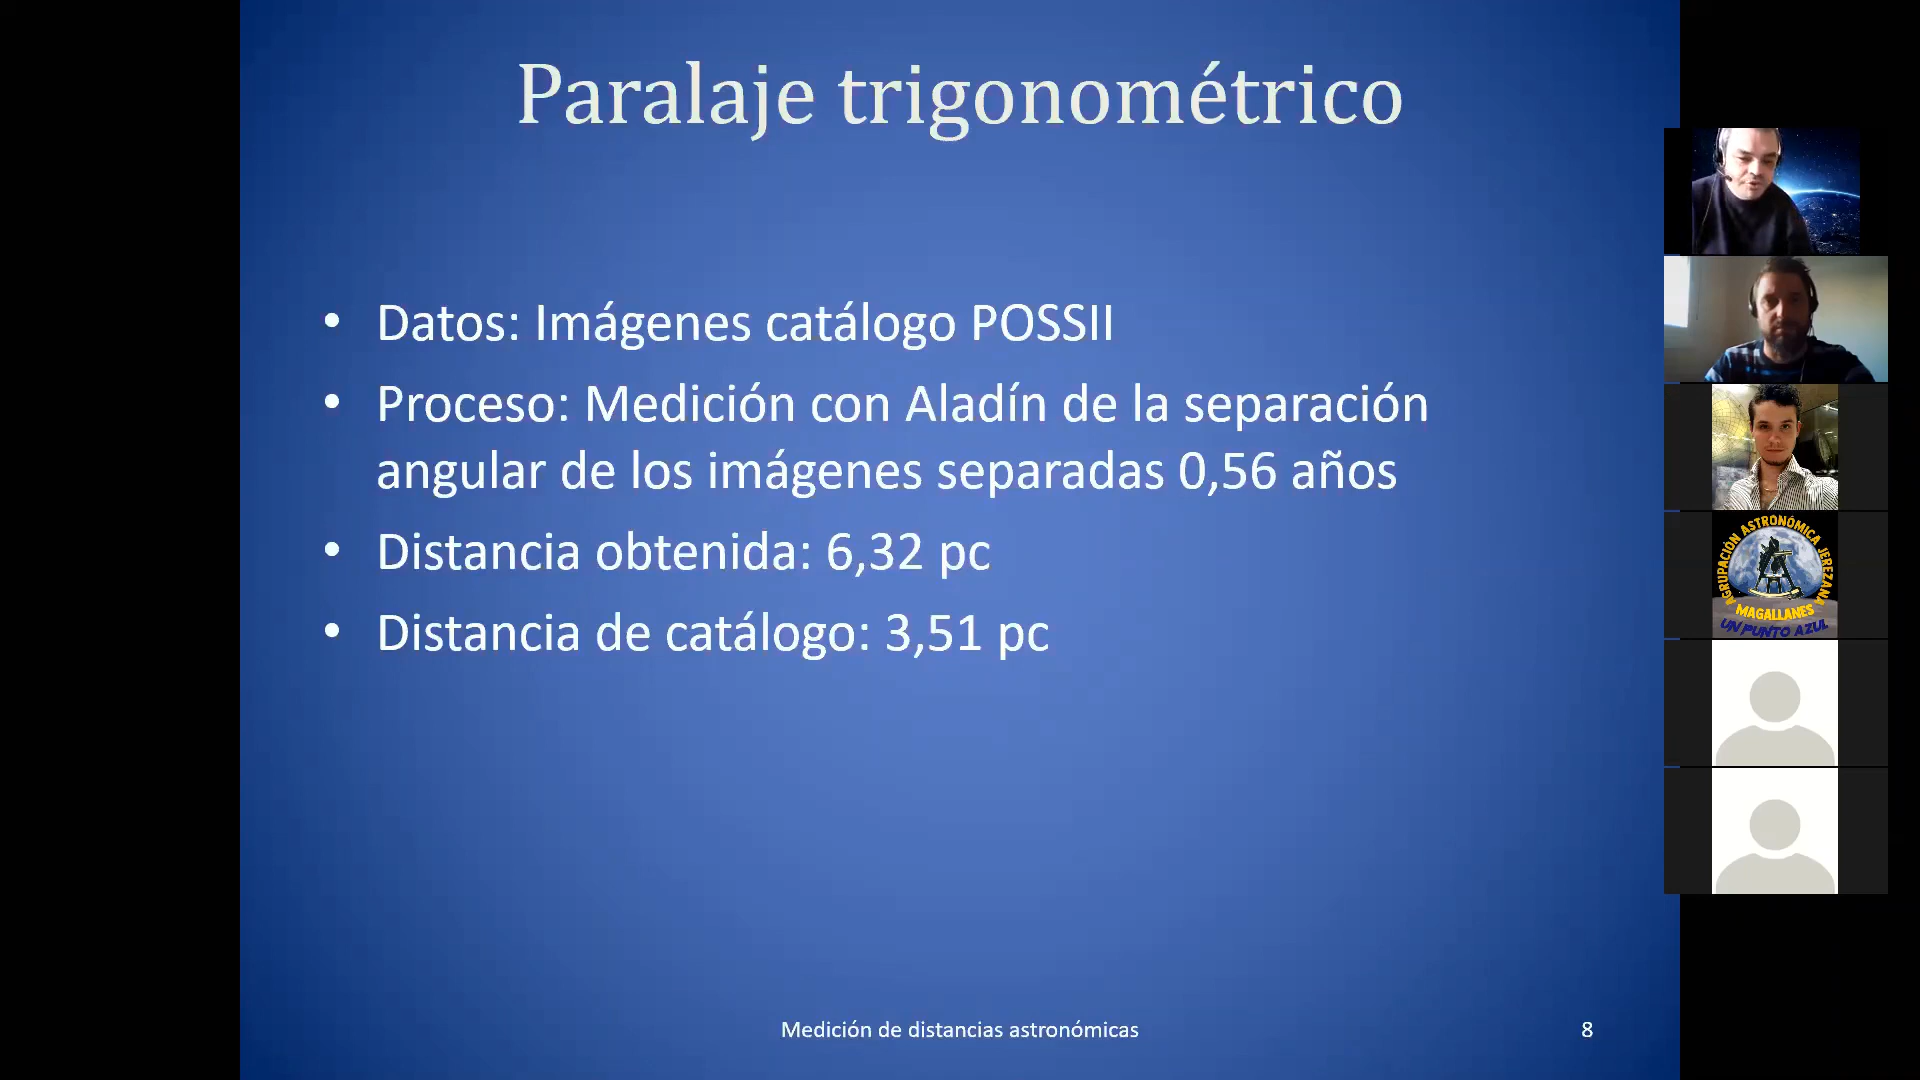 Paralaje trigonométrico
• Datos: Imágenes catálogo POSSII
• Proceso: Medición con Aladín de la separación
angular de los imágenes separadas 0,56 años
• Distancia obtenida: 6,32 pc
• Distancia de catálogo: 3,51 pc
AGRUPACIÓN ASTRONÓMICA JEREZANA
MAGALLANES
UN PUNTO AZUL
Medición de distancias astronómicas
8